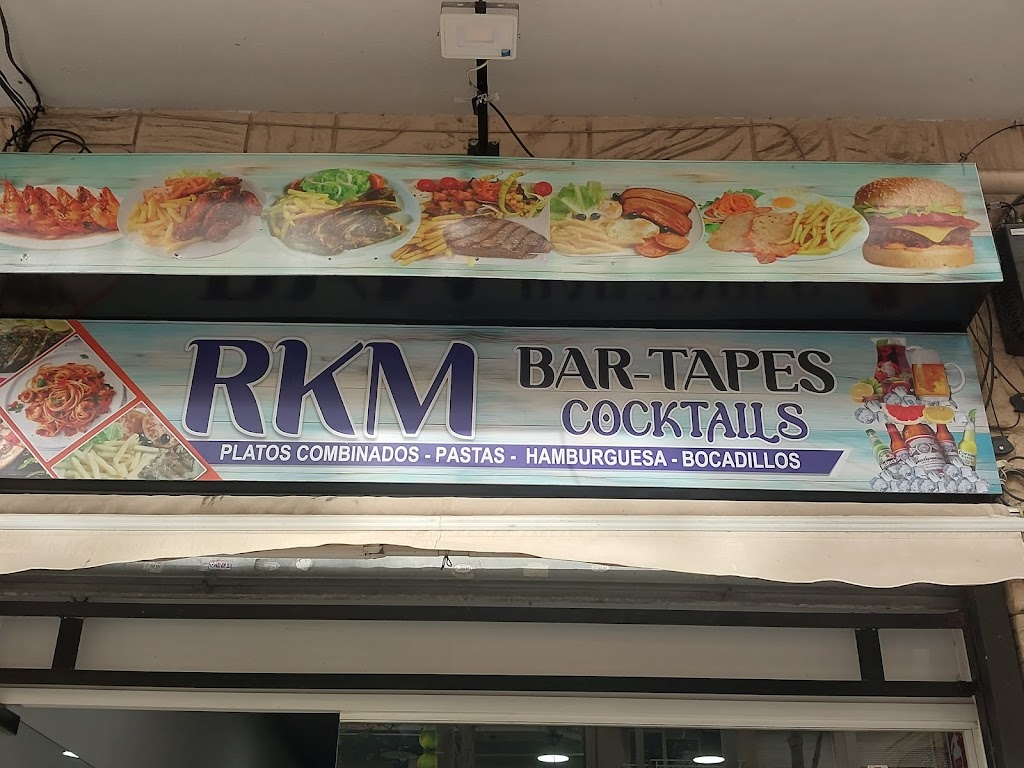 RKM
BAR-TAPES
COCKTAILS
PLATOS COMBINADOS - PASTAS - HAMBURGUESA - BOCADILLOS